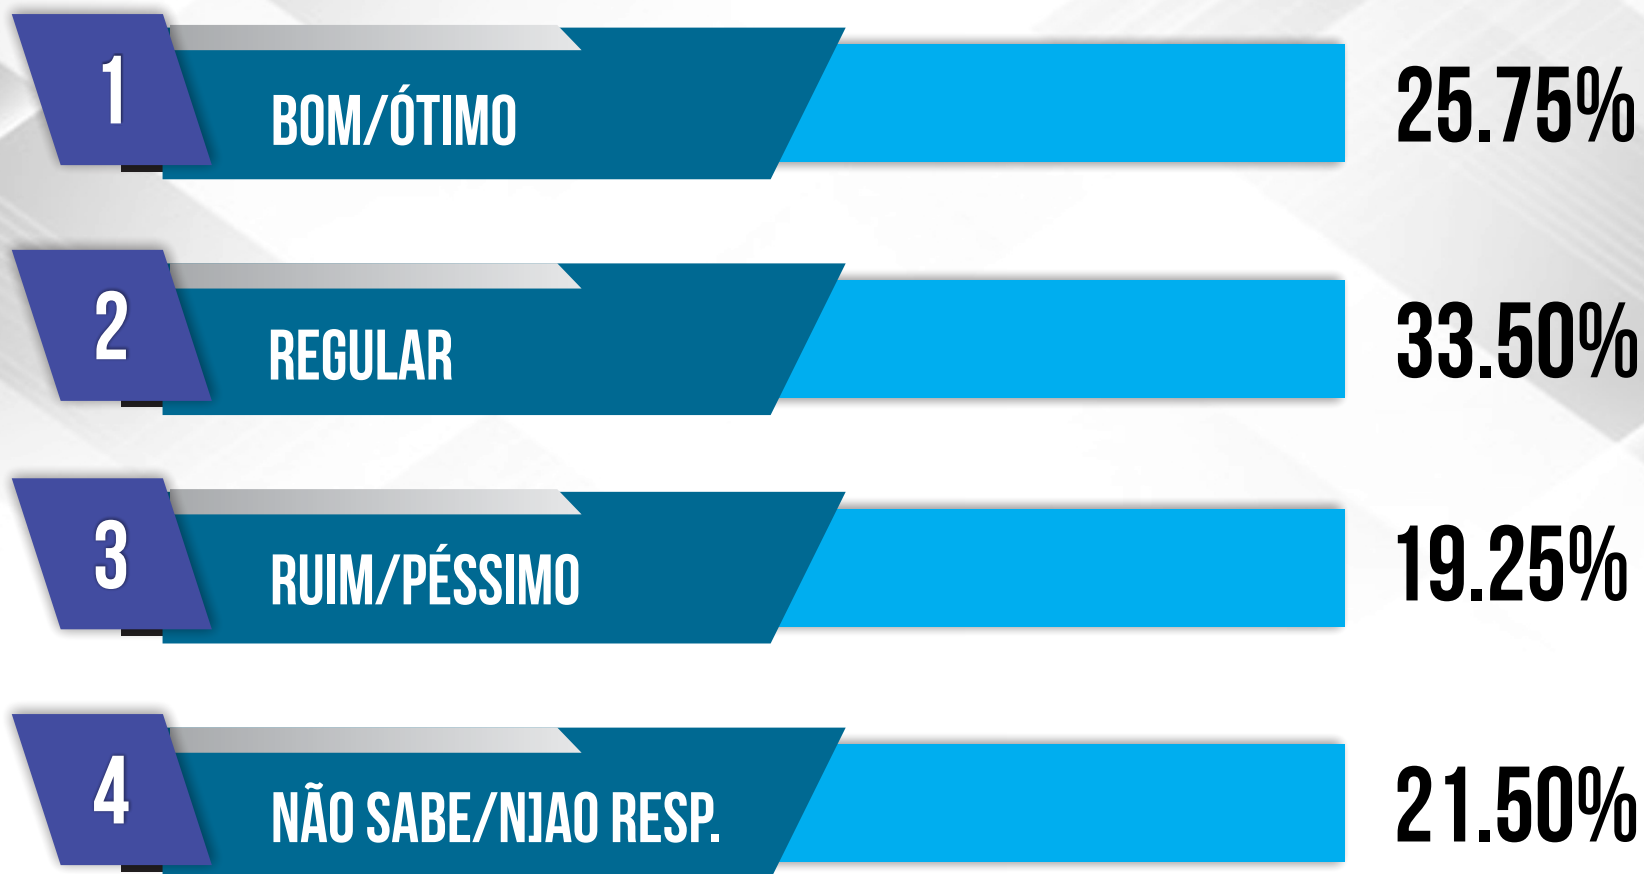 1
BOM/ÓTIMO
25.75%
2
REGULAR
33.50%
3
RUIM/PÉSSIMO
19.25%
4
NÃO SABE/N]AO RESP.
21.50%